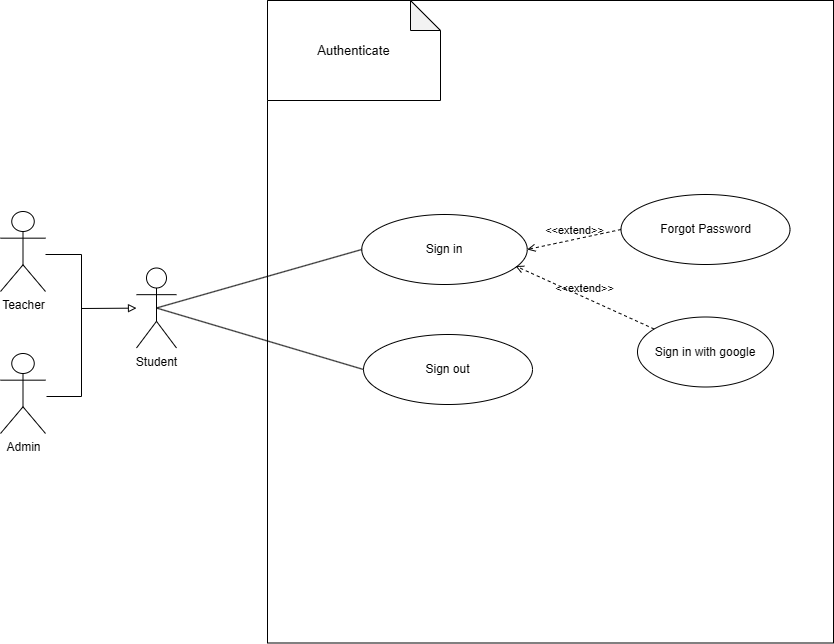 Authenticate
Teacher
Admin
Student
Sign in
Sign out
<<extend>>
<<extend>>
Forgot Password
Sign in with google